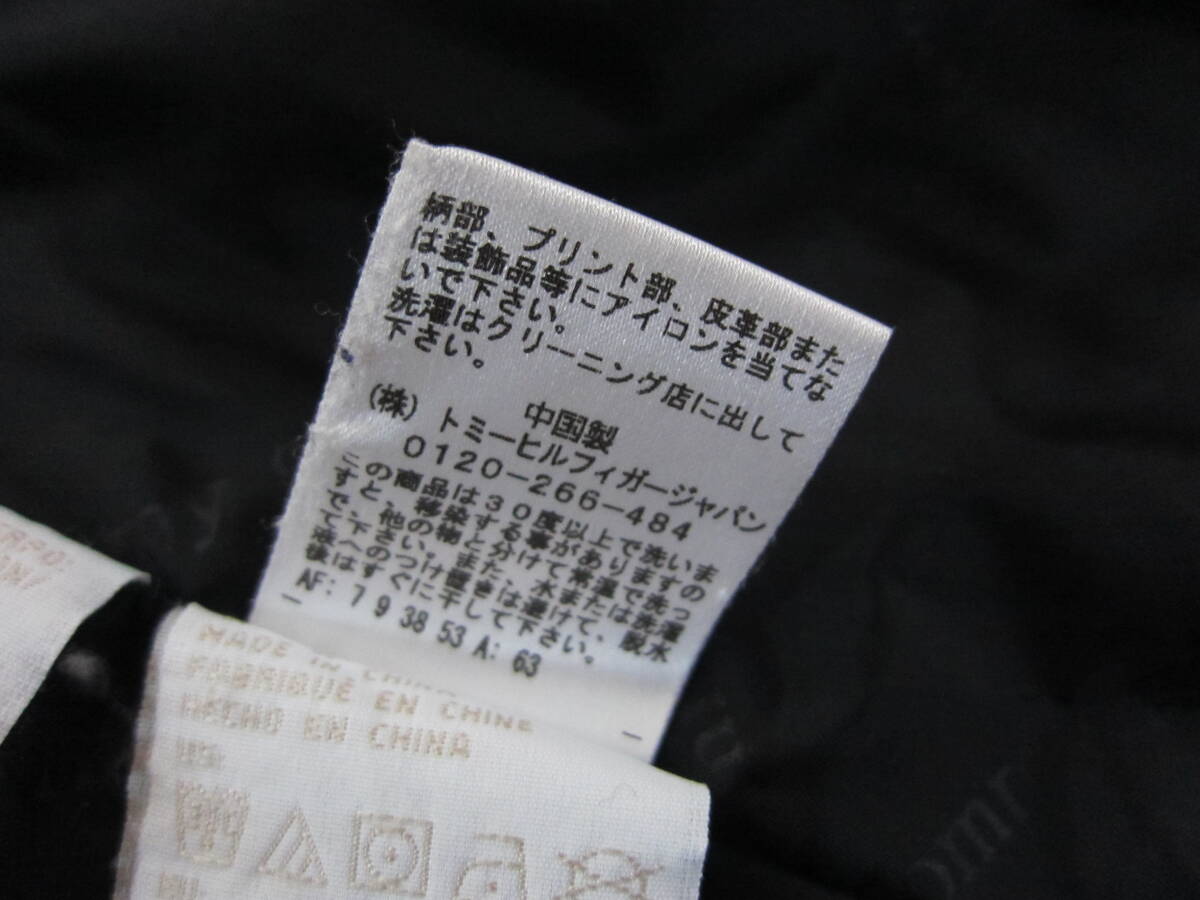 柄部、プリント部、皮革部また
は装飾品等にアイロンを当てな
いで下さい。
洗濯はクリーニング店に出して
下さい。
中国製
(株)トミーヒルフィガージャパン
0120-266-484
この商品は30度以上で洗いま
すと、移染する事がありますの
で、他の物と分けて常温で洗っ
て下さい。また、水または洗濯
液へのつけ置きは避けて、脱水
後はすぐに干して下さい。
AF: 7 9 38 53 A: 63
MADE IN CHINA
FABRIQUE EN CHINE
HECHO EN CHINA
US: